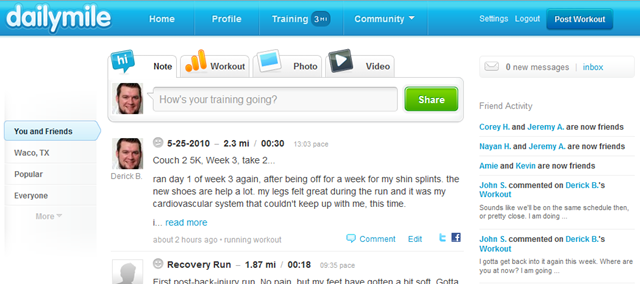 dailymile
Home Profile Training 3 MI Community
Settings Logout Post Workout
hi Note Workout Photo Video
How's your training going? Share
0 new messages | inbox
You and Friends
Waco, TX
Popular
Everyone
More
Derick B.
5-25-2010 – 2.3 mi / 00:30 13:03 pace
Couch 2 5K, Week 3, take 2...
ran day 1 of week 3 again, after being off for a week for my shin splints. the
new shoes are help a lot. my legs felt great during the run and it was my
cardiovascular system that couldn't keep up with me, this time.
i... read more
about 2 hours ago • running workout Comment Edit
Recovery Run – 1.87 mi / 00:18 09:35 pace
First post-back-injury run. No pain, but my feet have gotten a bit soft. Gotta
Friend Activity
Corey H. and Jeremy A. are now friends
Nayan H. and Jeremy A. are now friends
Amie and Kevin are now friends
John S. commented on Derick B.'s
Workout
Sounds like we'll be on the same schedule then,
or pretty close. I am doing ...
John S. commented on Derick B.'s
Workout
I gotta get back into it again this week. Where are
you at now? I am going ...